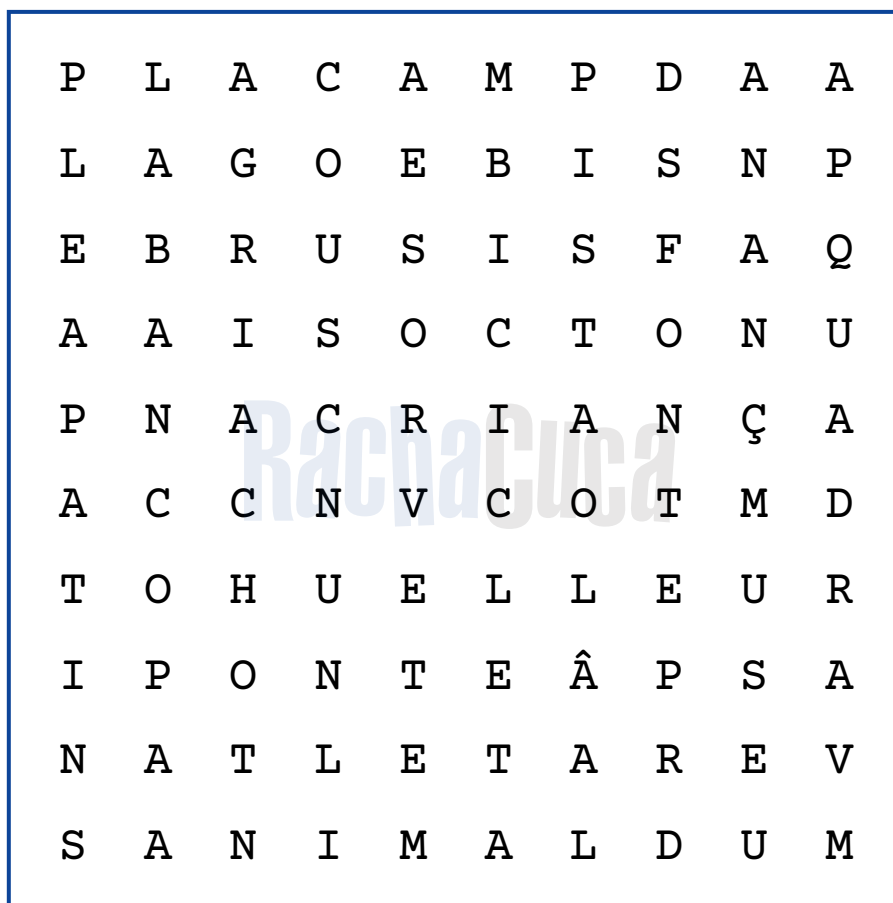 P L A C A M P D A A
L A G O E B I S N P
E B R U S I S F A Q
A A I S O C T O N U
P N A C R I A N Ç A
RachaCuca
A C C N V C O T M D
T O H U E L L E U R
I P O N T E Â P S A
N A T L E T A R E V
S A N I M A L D U M